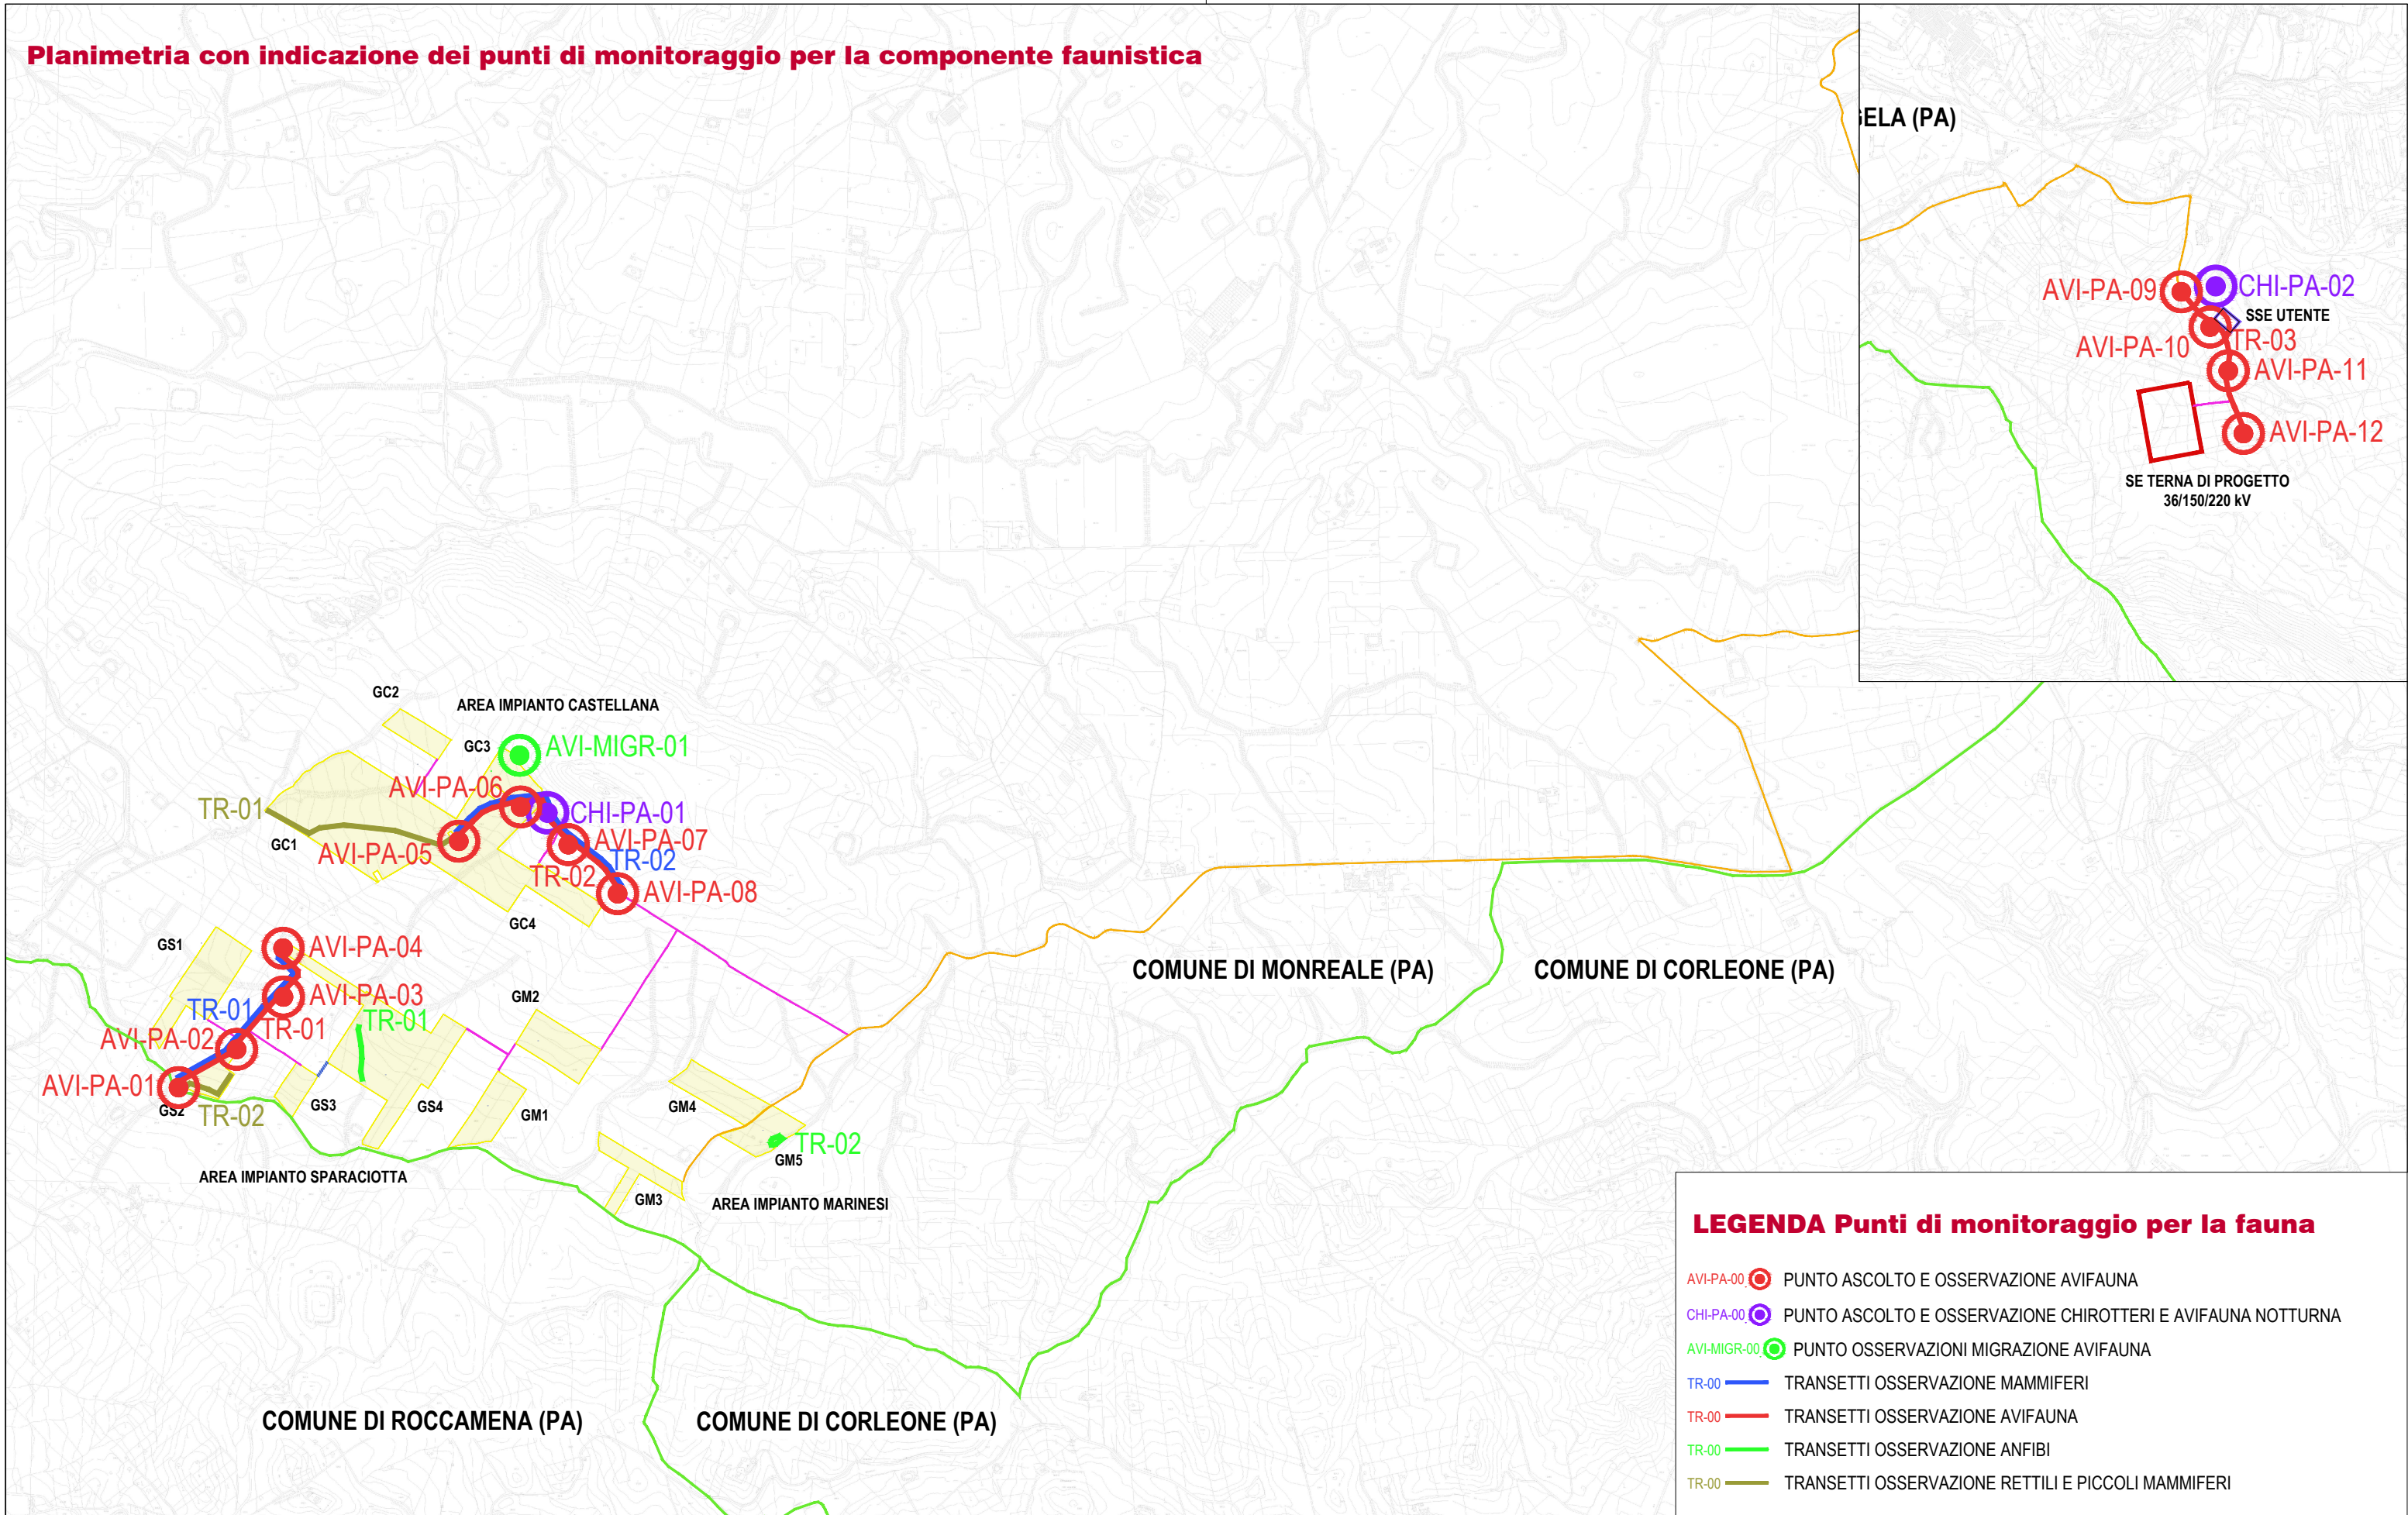 Planimetria con indicazione dei punti di monitoraggio per la componente faunistica
GELA (PA)
AVI-PA-09
CHI-PA-02
SSE UTENTE
AVI-PA-10
TR-03
AVI-PA-11
AVI-PA-12
SE TERNA DI PROGETTO
36/150/220 kV
GC2
AREA IMPIANTO CASTELLANA
GC3
AVI-MIGR-01
AVI-PA-06
TR-01
CHI-PA-01
GC1
AVI-PA-05
AVI-PA-07
TR-02
TR-02
AVI-PA-08
GC4
GS1
AVI-PA-04
COMUNE DI MONREALE (PA)
COMUNE DI CORLEONE (PA)
AVI-PA-03
GM2
TR-01
TR-01
TR-01
AVI-PA-02
AVI-PA-01
GS2
TR-02
GS3
GS4
GM1
GM4
TR-02
GM5
AREA IMPIANTO SPARACIOTTA
GM3
AREA IMPIANTO MARINESI
COMUNE DI ROCCAMENA (PA)
COMUNE DI CORLEONE (PA)
LEGENDA Punti di monitoraggio per la fauna
AVI-PA-00 PUNTO ASCOLTO E OSSERVAZIONE AVIFAUNA
CHI-PA-00 PUNTO ASCOLTO E OSSERVAZIONE CHIROTTERI E AVIFAUNA NOTTURNA
AVI-MIGR-00 PUNTO OSSERVAZIONI MIGRAZIONE AVIFAUNA
TR-00 TRANSETTI OSSERVAZIONE MAMMIFERI
TR-00 TRANSETTI OSSERVAZIONE AVIFAUNA
TR-00 TRANSETTI OSSERVAZIONE ANFIBI
TR-00 TRANSETTI OSSERVAZIONE RETTILI E PICCOLI MAMMIFERI